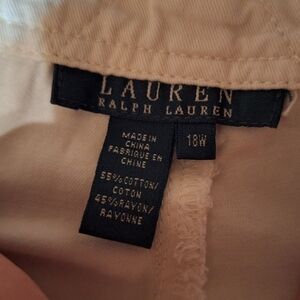 LAUREN
RALPH LAUREN
MADE IN
CHINA
FABRIQUE EN
CHINE
55% COTTON/
COTON
45% RAYON/
RAYONNE
18W